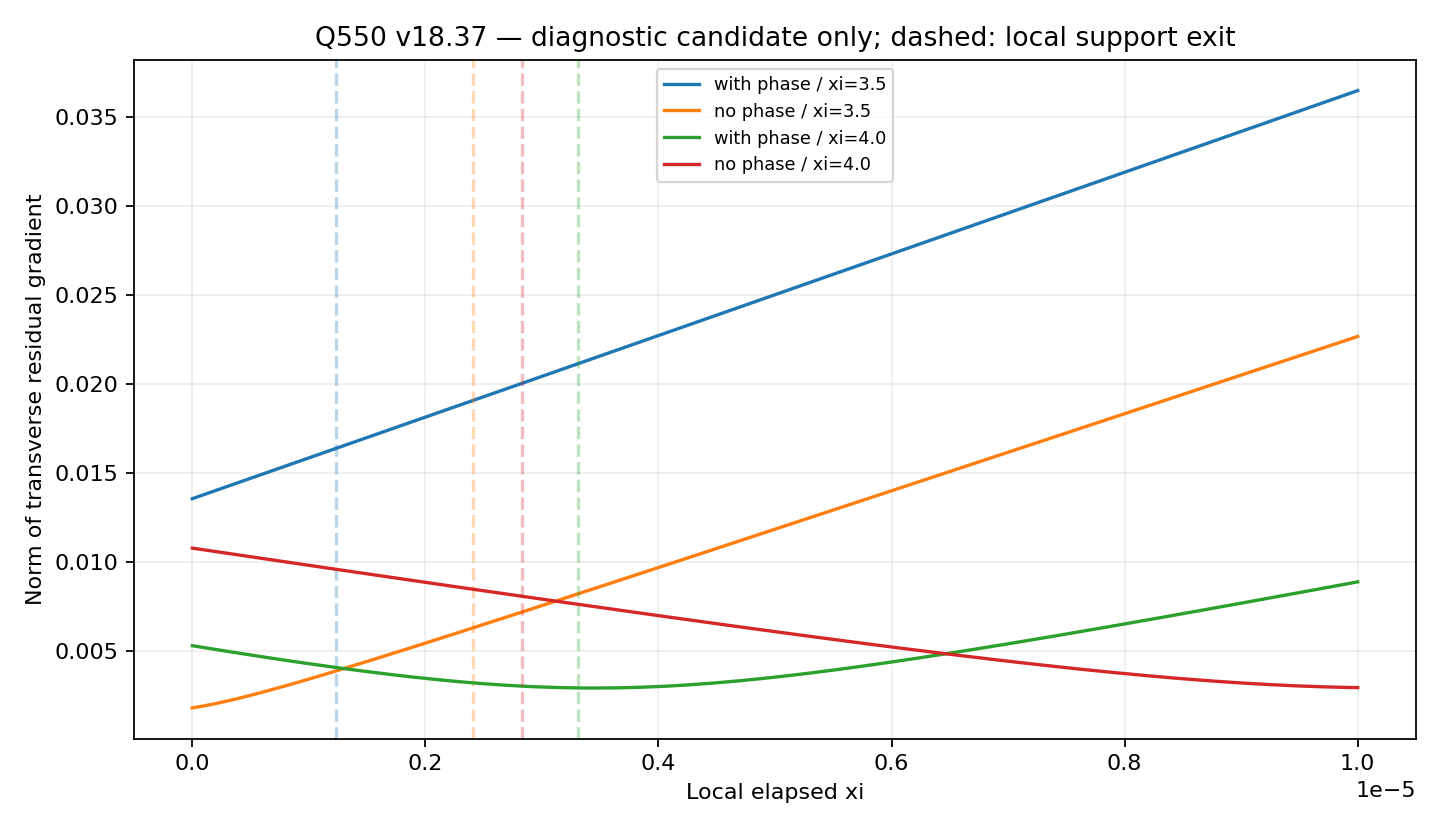 Q550 v18.37 — diagnostic candidate only; dashed: local support exit
with phase / xi=3.5
no phase / xi=3.5
with phase / xi=4.0
no phase / xi=4.0
Norm of transverse residual gradient
0.035
0.030
0.025
0.020
0.015
0.010
0.005
0.0 0.2 0.4 0.6 0.8 1.0
1e−5
Local elapsed xi